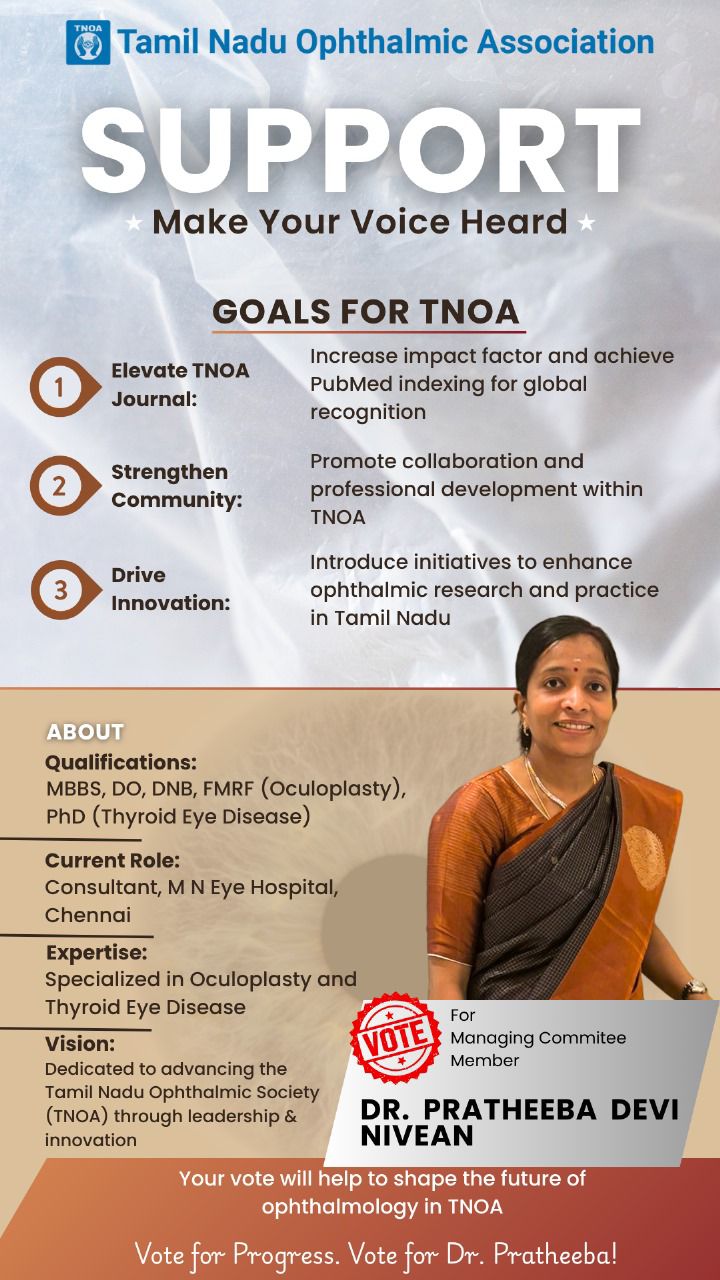 TNOA
Tamil Nadu Ophthalmic Association
SUPPORT
Make Your Voice Heard
GOALS FOR TNOA
1
Elevate TNOA
Journal:
Increase impact factor and achieve
PubMed indexing for global
recognition
2
Strengthen
Community:
Promote collaboration and
professional development within
TNOA
3
Drive
Innovation:
Introduce initiatives to enhance
ophthalmic research and practice
in Tamil Nadu
ABOUT
Qualifications:
MBBS, DO, DNB, FMRF (Oculoplasty),
PhD (Thyroid Eye Disease)
Current Role:
Consultant, M N Eye Hospital,
Chennai
Expertise:
Specialized in Oculoplasty and
Thyroid Eye Disease
Vision:
Dedicated to advancing the
Tamil Nadu Ophthalmic Society
(TNOA) through leadership &
innovation
VOTE
For
Managing Commitee
Member
DR. PRATHEEBA DEVI
NIVEAN
Your vote will help to shape the future of
ophthalmology in TNOA
Vote for Progress. Vote for Dr. Pratheeba!